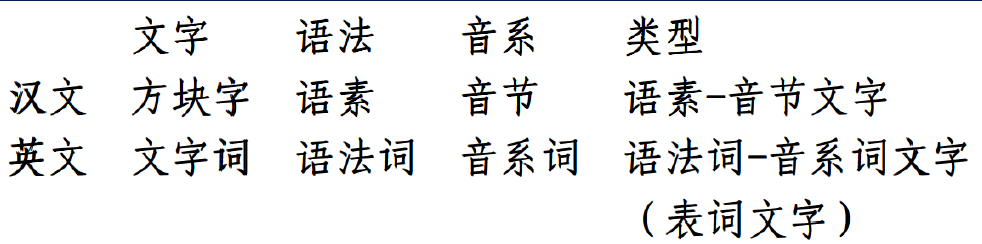 文字 语法 音系 类型
汉文 方块字 语素 音节 语素-音节文字
英文 文字词 语法词 音系词 语法词-音系词文字
(表词文字)